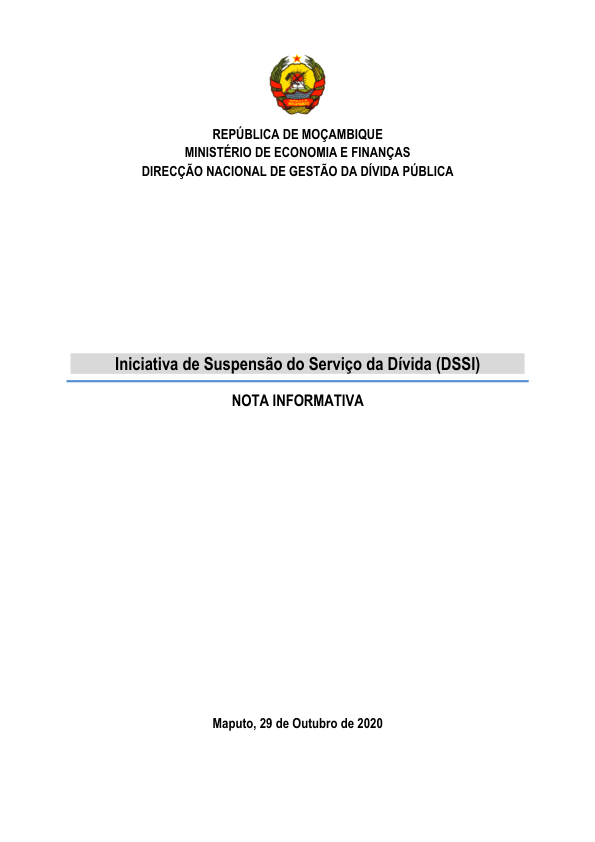 REPÚBLICA DE MOÇAMBIQUE
MINISTÉRIO DE ECONOMIA E FINANÇAS
DIRECÇÃO NACIONAL DE GESTÃO DA DÍVIDA PÚBLICA
Iniciativa de Suspensão do Serviço da Dívida (DSSI)
NOTA INFORMATIVA
Maputo, 29 de Outubro de 2020